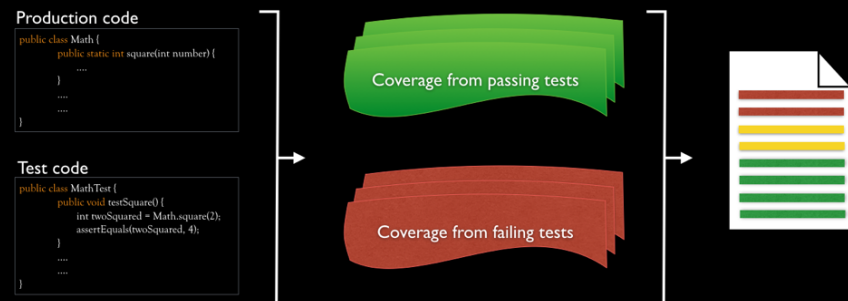 Production code
public class Math {
public static int square(int number) {
....
}
....
....
}
Test code
public class MathTest {
public void testSquare() {
int twoSquared = Math.square(2);
assertEquals(twoSquared, 4);
}
....
....
}
Coverage from passing tests
Coverage from failing tests